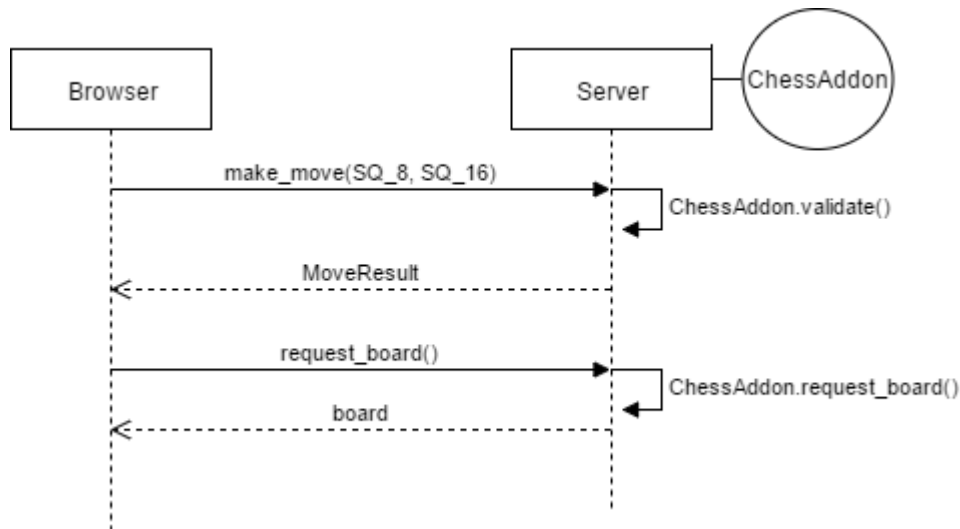 Browser
Server
ChessAddon
make_move(SQ_8, SQ_16)
ChessAddon.validate()
MoveResult
request_board()
ChessAddon.request_board()
board